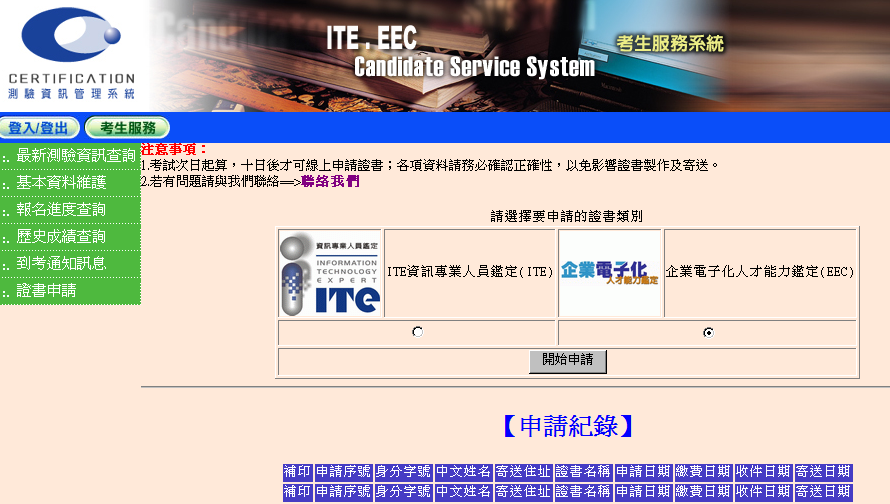 CERTIFICATION
測驗資訊管理系統
ITE . EEC
Candidate Service System
考生服務系統
登入/登出
考生服務
最新測驗資訊查詢
基本資料維護
報名進度查詢
歷史成績查詢
到考通知訊息
證書申請
注意事項：
1.考試次日起算，十日後才可線上申請證書；各項資料請務必確認正確性，以免影響證書製作及寄送。
2.若有問題請與我們聯絡==>聯絡我們
請選擇要申請的證書類別
資訊專業人員鑑定
INFORMATION
TECHNOLOGY
EXPERT
iTe
ITE資訊專業人員鑑定(ITE)
企業電子化
人才能力鑑定
企業電子化人才能力鑑定(EEC)
開始申請
【申請紀錄】
補印 申請序號 身分字號 中文姓名 寄送住址 證書名稱 申請日期 繳費日期 收件日期 寄送日期
補印 申請序號 身分字號 中文姓名 寄送住址 證書名稱 申請日期 繳費日期 收件日期 寄送日期